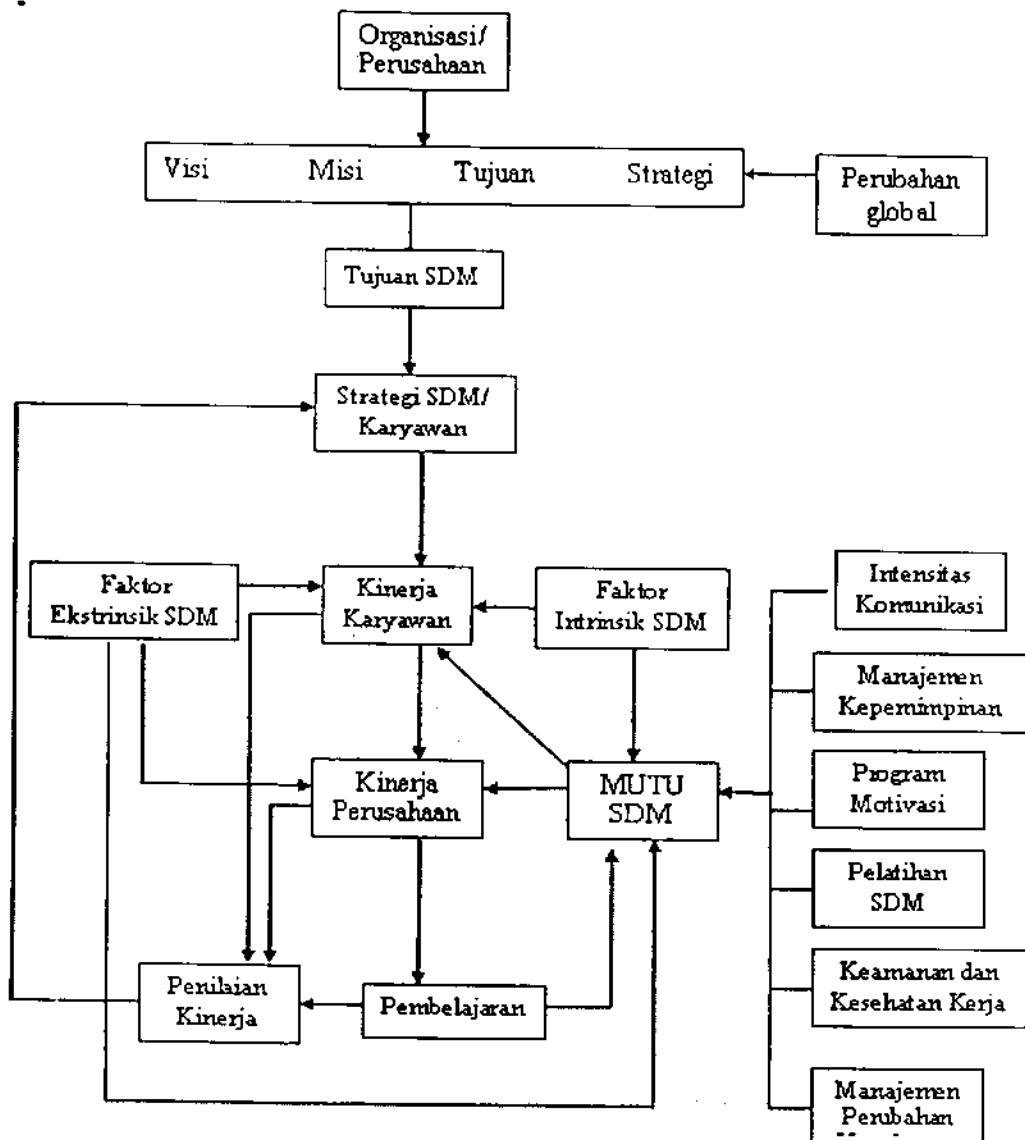 Organisasi/
Perusahaan
Visi Misi Tujuan Strategi
Perubahan
global
Tujuan SDM
Strategi SDM/
Karyawan
Faktor
Ekstrinsik SDM
Kinerja
Karyawan
Faktor
Intrinsik SDM
Intensitas
Komunikasi
Manajemen
Kepemimpinan
Kinerja
Perusahaan
MUTU
SDM
Program
Motivasi
Pelatihan
SDM
Penilaian
Kinerja
Pembelajaran
Keamanan dan
Kesehatan Kerja
Manajemen
Perubahan